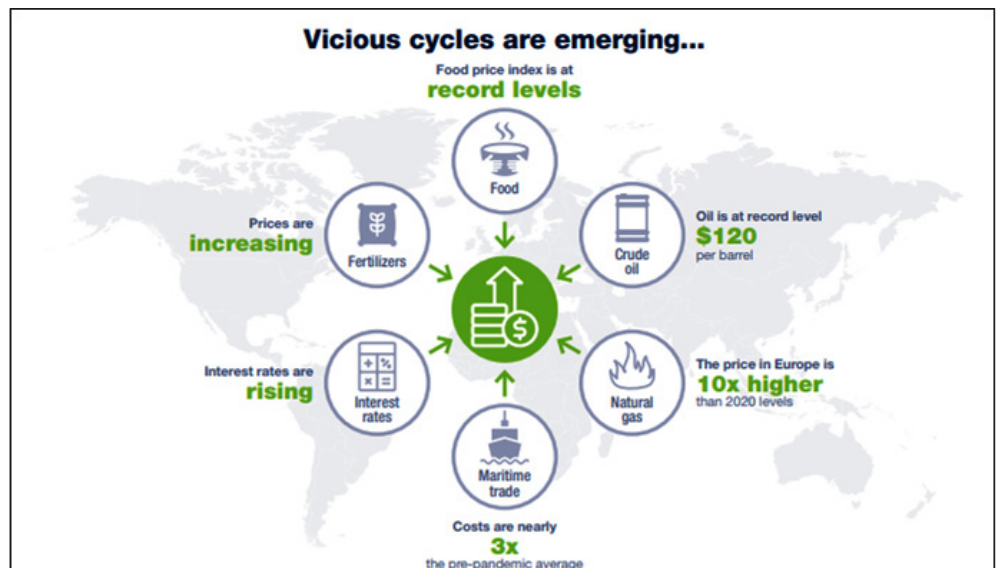 Vicious cycles are emerging...
Food price index is at
record levels
Food
Prices are
increasing
Fertilizers
Crude
oil
Oil is at record level
$120
per barrel
$
Interest rates are
rising
+ %
× =
Interest
rates
Natural
gas
The price in Europe is
10x higher
than 2020 levels
Maritime
trade
Costs are nearly
3x
the pre-pandemic average